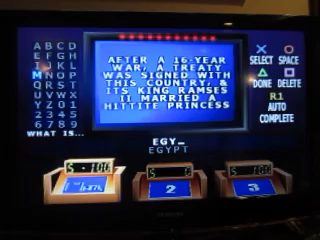 A B C D
E F G H
I J K L
M N O P
Q R S T
U V W X
Y Z 0 1
2 3 4 5
6 7 8 9
WHAT IS...
AFTER A 16-YEAR
WAR, A TREATY
WAS SIGNED WITH
THIS COUNTRY, &
ITS KING RAMSES
II MARRIED A
HITTITE PRINCESS
SELECT SPACE
DONE DELETE
R1
AUTO
COMPLETE
EGY_
EGYPT
2
3